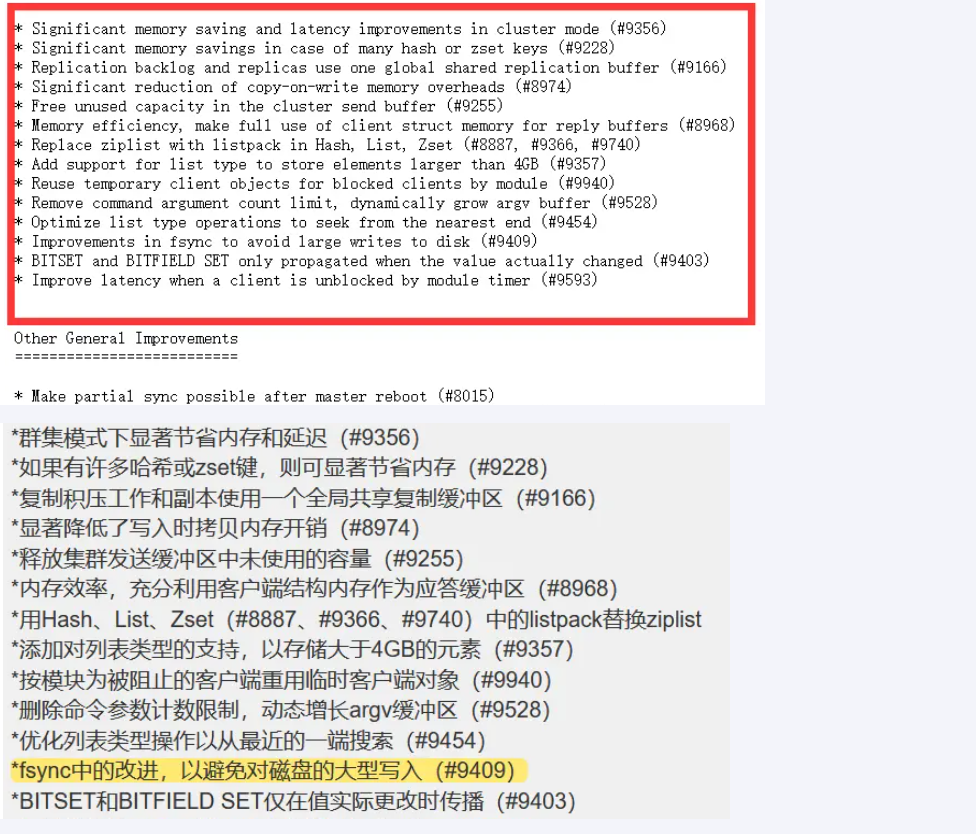 * Significant memory saving and latency improvements in cluster mode (#9356)
* Significant memory savings in case of many hash or zset keys (#9228)
* Replication backlog and replicas use one global shared replication buffer (#9166)
* Significant reduction of copy-on-write memory overheads (#8974)
* Free unused capacity in the cluster send buffer (#9255)
* Memory efficiency, make full use of client struct memory for reply buffers (#8968)
* Replace ziplist with listpack in Hash, List, Zset (#8887, #9366, #9740)
* Add support for list type to store elements larger than 4GB (#9357)
* Reuse temporary client objects for blocked clients by module (#9940)
* Remove command argument count limit, dynamically grow argv buffer (#9528)
* Optimize list type operations to seek from the nearest end (#9454)
* Improvements in fsync to avoid large writes to disk (#9409)
* BITSET and BITFIELD SET only propagated when the value actually changed (#9403)
* Improve latency when a client is unblocked by module timer (#9593)
Other General Improvements
==========================
* Make partial sync possible after master reboot (#8015)
*群集模式下显著节省内存和延迟（#9356）
*如果有许多哈希或zset键，则可显著节省内存（#9228）
*复制积压工作和副本使用一个全局共享复制缓冲区（#9166）
*显著降低了写入时拷贝内存开销（#8974）
*释放集群发送缓冲区中未使用的容量（#9255）
*内存效率，充分利用客户端结构内存作为应答缓冲区（#8968）
*用Hash、List、Zset（#8887、#9366、#9740）中的listpack替换ziplist
*添加对列表类型的支持，以存储大于4GB的元素（#9357）
*按模块为被阻止的客户端重用临时客户端对象（#9940）
*删除命令参数计数限制，动态增长argv缓冲区（#9528）
*优化列表类型操作以从最近的一端搜索（#9454）
*fsync中的改进，以避免对磁盘的大型写入（#9409）
*BITSET和BITFIELD SET仅在值实际更改时传播（#9403）